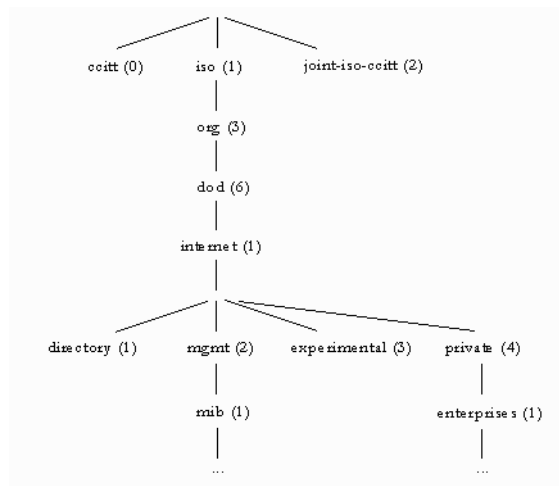 ccitt (0) iso (1) joint-iso-ccitt (2)
org (3)
dod (6)
internet (1)
directory (1) mgmt (2) experimental (3) private (4)
mib (1) enterprises (1)
... ...